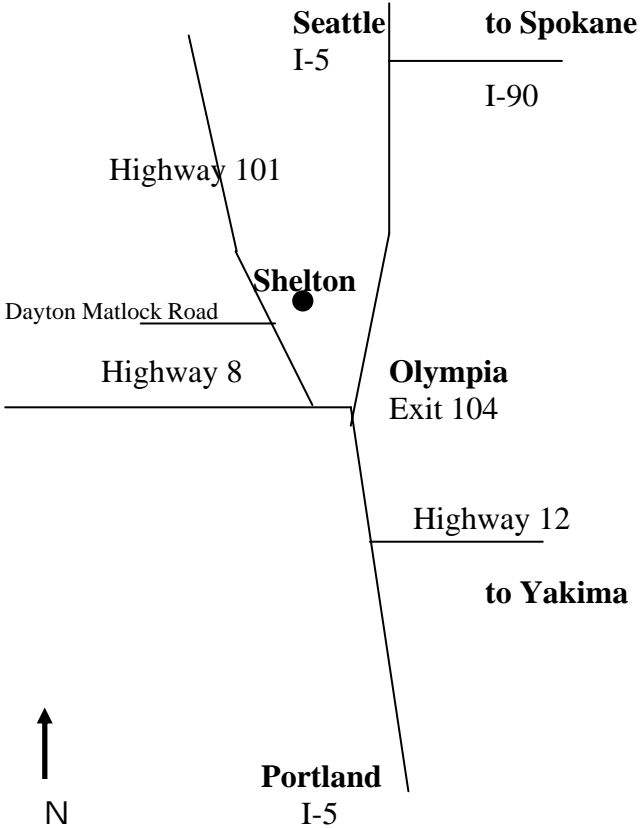 Seattle
to Spokane
I-5
I-90
Highway 101
Shelton
Dayton Matlock Road
Highway 8
Olympia
Exit 104
Highway 12
to Yakima
Portland
N
I-5